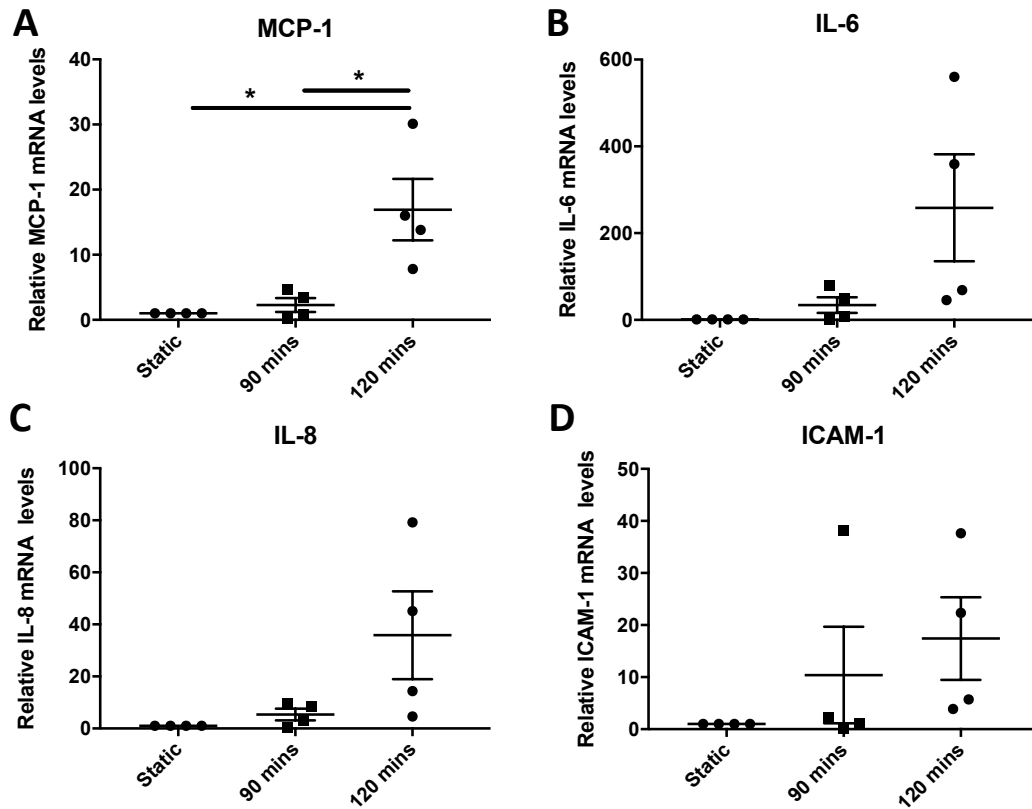 A
MCP-1
Relative MCP-1 mRNA levels
40
30
20
10
0
*
*
Static
90 mins
120 mins
B
IL-6
Relative IL-6 mRNA levels
600
400
200
0
Static
90 mins
120 mins
C
IL-8
Relative IL-8 mRNA levels
100
80
60
40
20
0
Static
90 mins
120 mins
D
ICAM-1
Relative ICAM-1 mRNA levels
50
40
30
20
10
0
Static
90 mins
120 mins